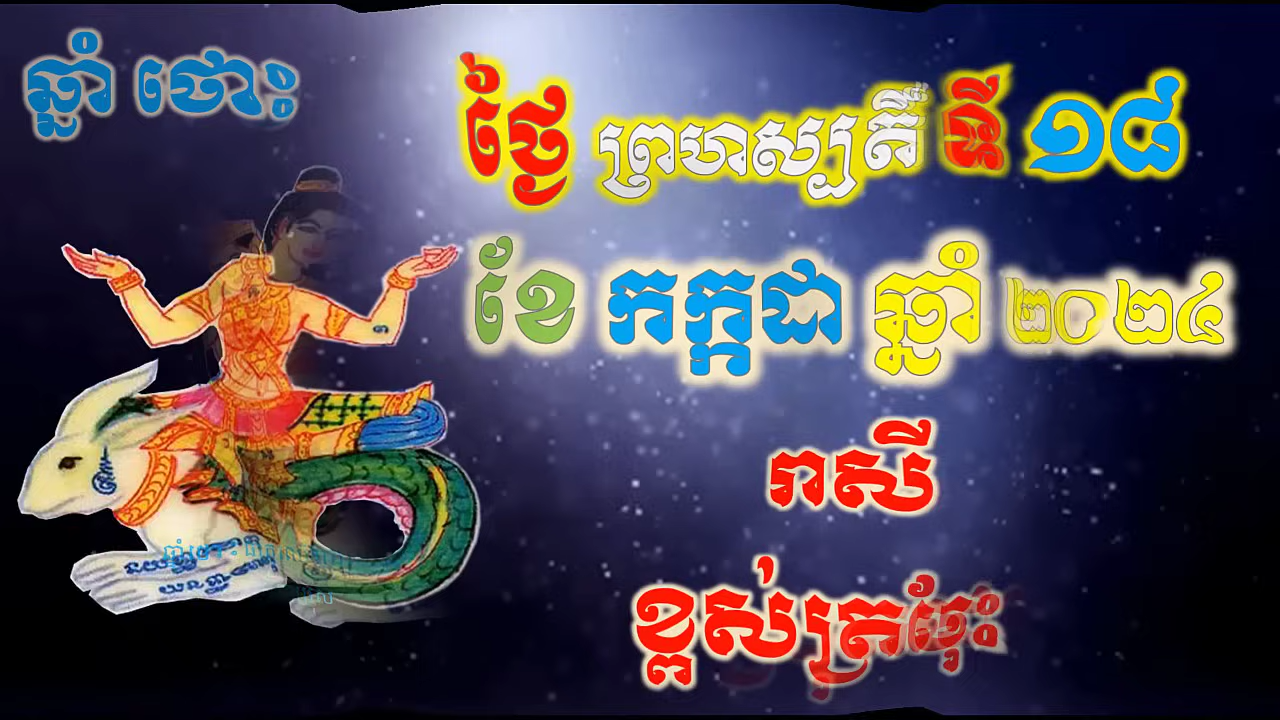 ឆ្នាំ ថោះ
ថ្ងៃ ព្រហស្បតិ៍ ទី ១៨
ខែ កក្កដា ឆ្នាំ ២០២៤
រាសី
ខ្ពស់ត្រចែះ